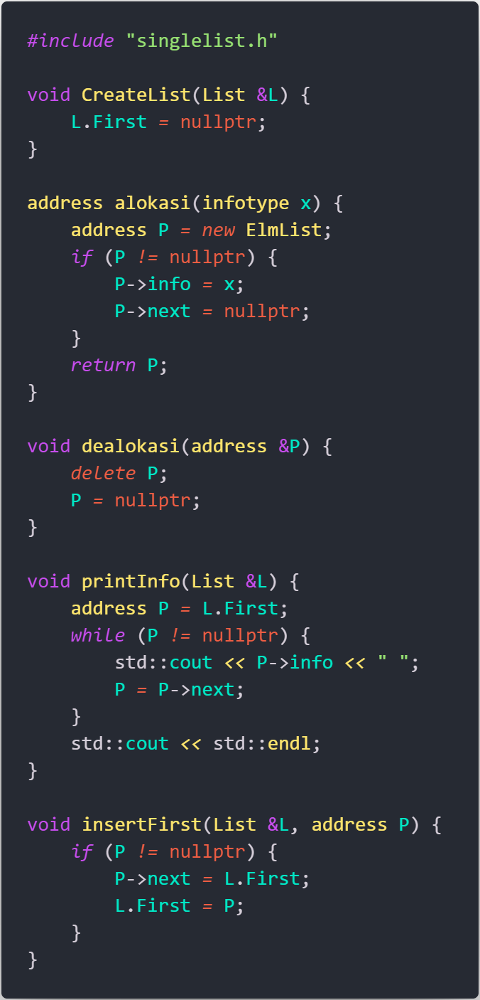 #include "singlelist.h"

void CreateList(List &L) {
    L.First = nullptr;
}

address alokasi(infotype x) {
    address P = new ElmList;
    if (P != nullptr) {
        P->info = x;
        P->next = nullptr;
    }
    return P;
}

void dealokasi(address &P) {
    delete P;
    P = nullptr;
}

void printInfo(List &L) {
    address P = L.First;
    while (P != nullptr) {
        std::cout << P->info << " ";
        P = P->next;
    }
    std::cout << std::endl;
}

void insertFirst(List &L, address P) {
    if (P != nullptr) {
        P->next = L.First;
        L.First = P;
    }
}